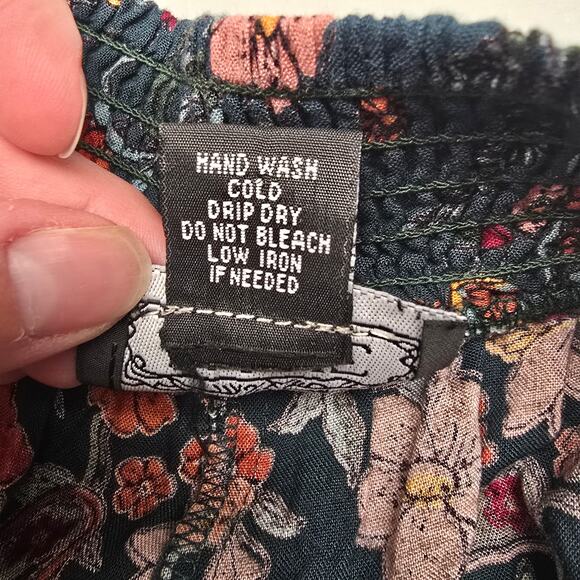 HAND WASH
COLD
DRIP DRY
DO NOT BLEACH
LOW IRON
IF NEEDED